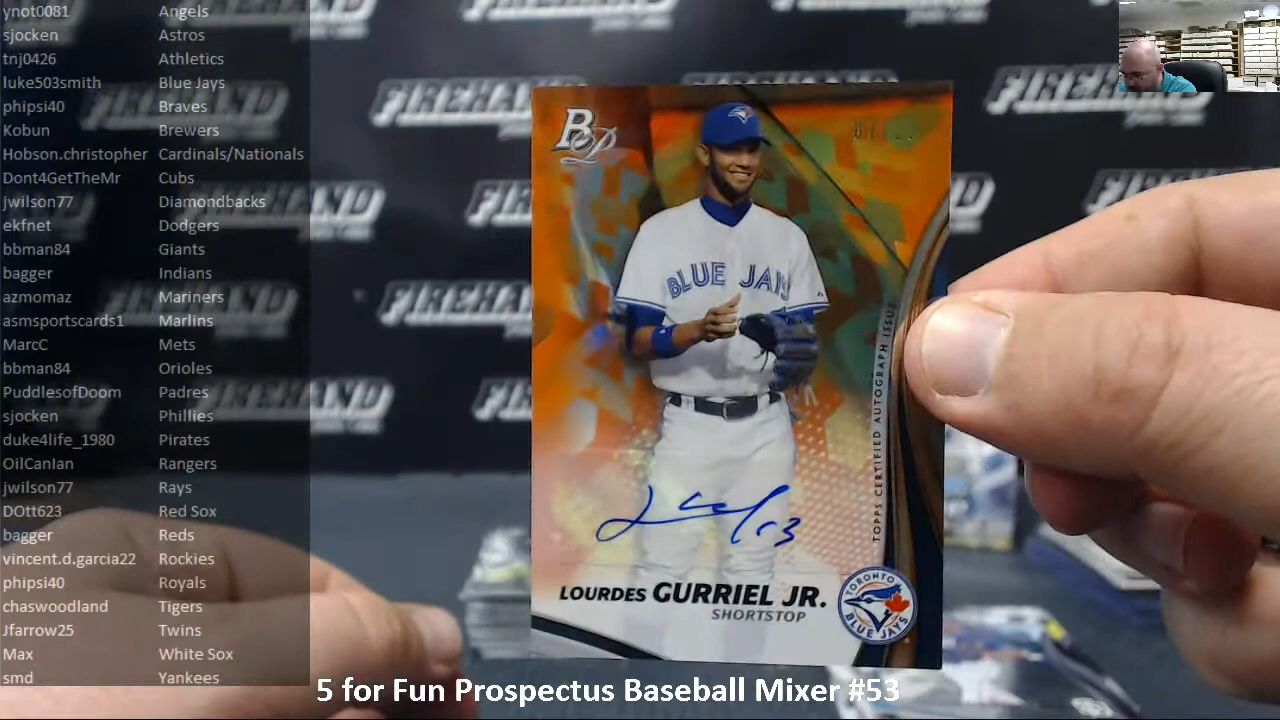 ynot0081 Angels
sjocken Astros
tnj0426 Athletics
luke503smith Blue Jays
phipsi40 Braves
Kobun Brewers
Hobson.christopher Cardinals/Nationals
Dont4GetTheMr Cubs
jwilson77 Diamondbacks
ekfnet Dodgers
bbman84 Giants
bagger Indians
azmomaz Mariners
asmsportscards1 Marlins
MarcC Mets
bbman84 Orioles
PuddlesofDoom Padres
sjocken Phillies
duke4life_1980 Pirates
OilCanIan Rangers
jwilson77 Rays
DOtt623 Red Sox
bagger Reds
vincent.d.garcia22 Rockies
phipsi40 Royals
chaswoodland Tigers
Jfarrow25 Twins
Max White Sox
smd Yankees
FIREHAND
FIREHAND
FIREHAND
BP
BLUE JAYS
TOPPS CERTIFIED AUTOGRAPH ISSUE
LOURDES GURRIEL JR.
SHORTSTOP
TORONTO
BLUE JAYS
5 for Fun Prospectus Baseball Mixer #53